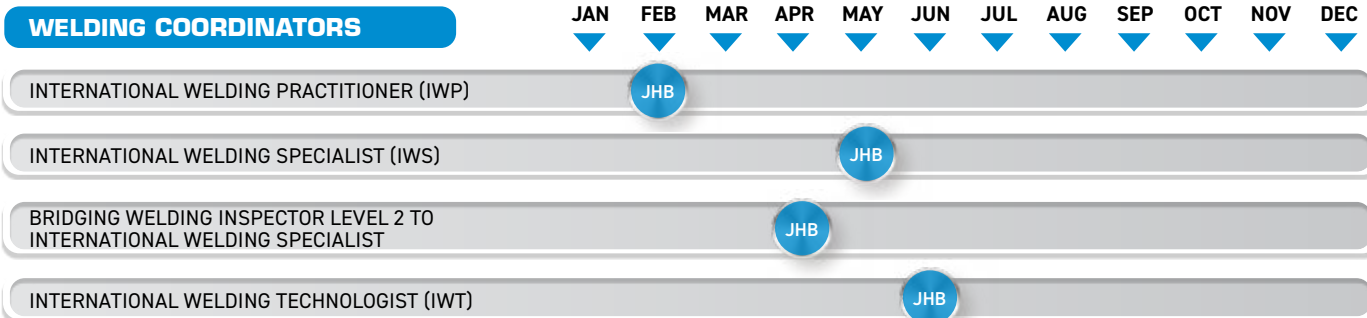 WELDING COORDINATORS
JAN FEB MAR APR MAY JUN JUL AUG SEP OCT NOV DEC
INTERNATIONAL WELDING PRACTITIONER (IWP) JHB
INTERNATIONAL WELDING SPECIALIST (IWS) JHB
BRIDGING WELDING INSPECTOR LEVEL 2 TO
INTERNATIONAL WELDING SPECIALIST
JHB
INTERNATIONAL WELDING TECHNOLOGIST (IWT) JHB